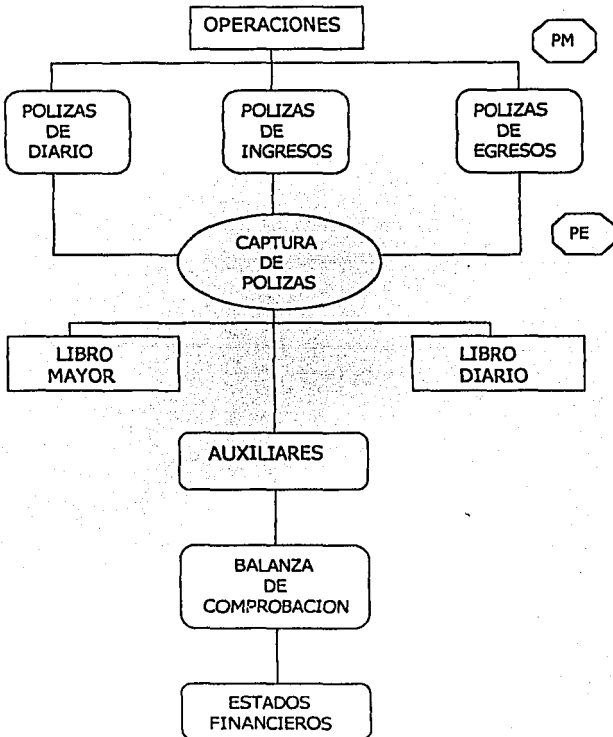 OPERACIONES
PM
POLIZAS
DE
DIARIO
POLIZAS
DE
INGRESOS
POLIZAS
DE
EGRESOS
PE
CAPTURA
DE
POLIZAS
LIBRO
MAYOR
LIBRO
DIARIO
AUXILIARES
BALANZA
DE
COMPROBACION
ESTADOS
FINANCIEROS